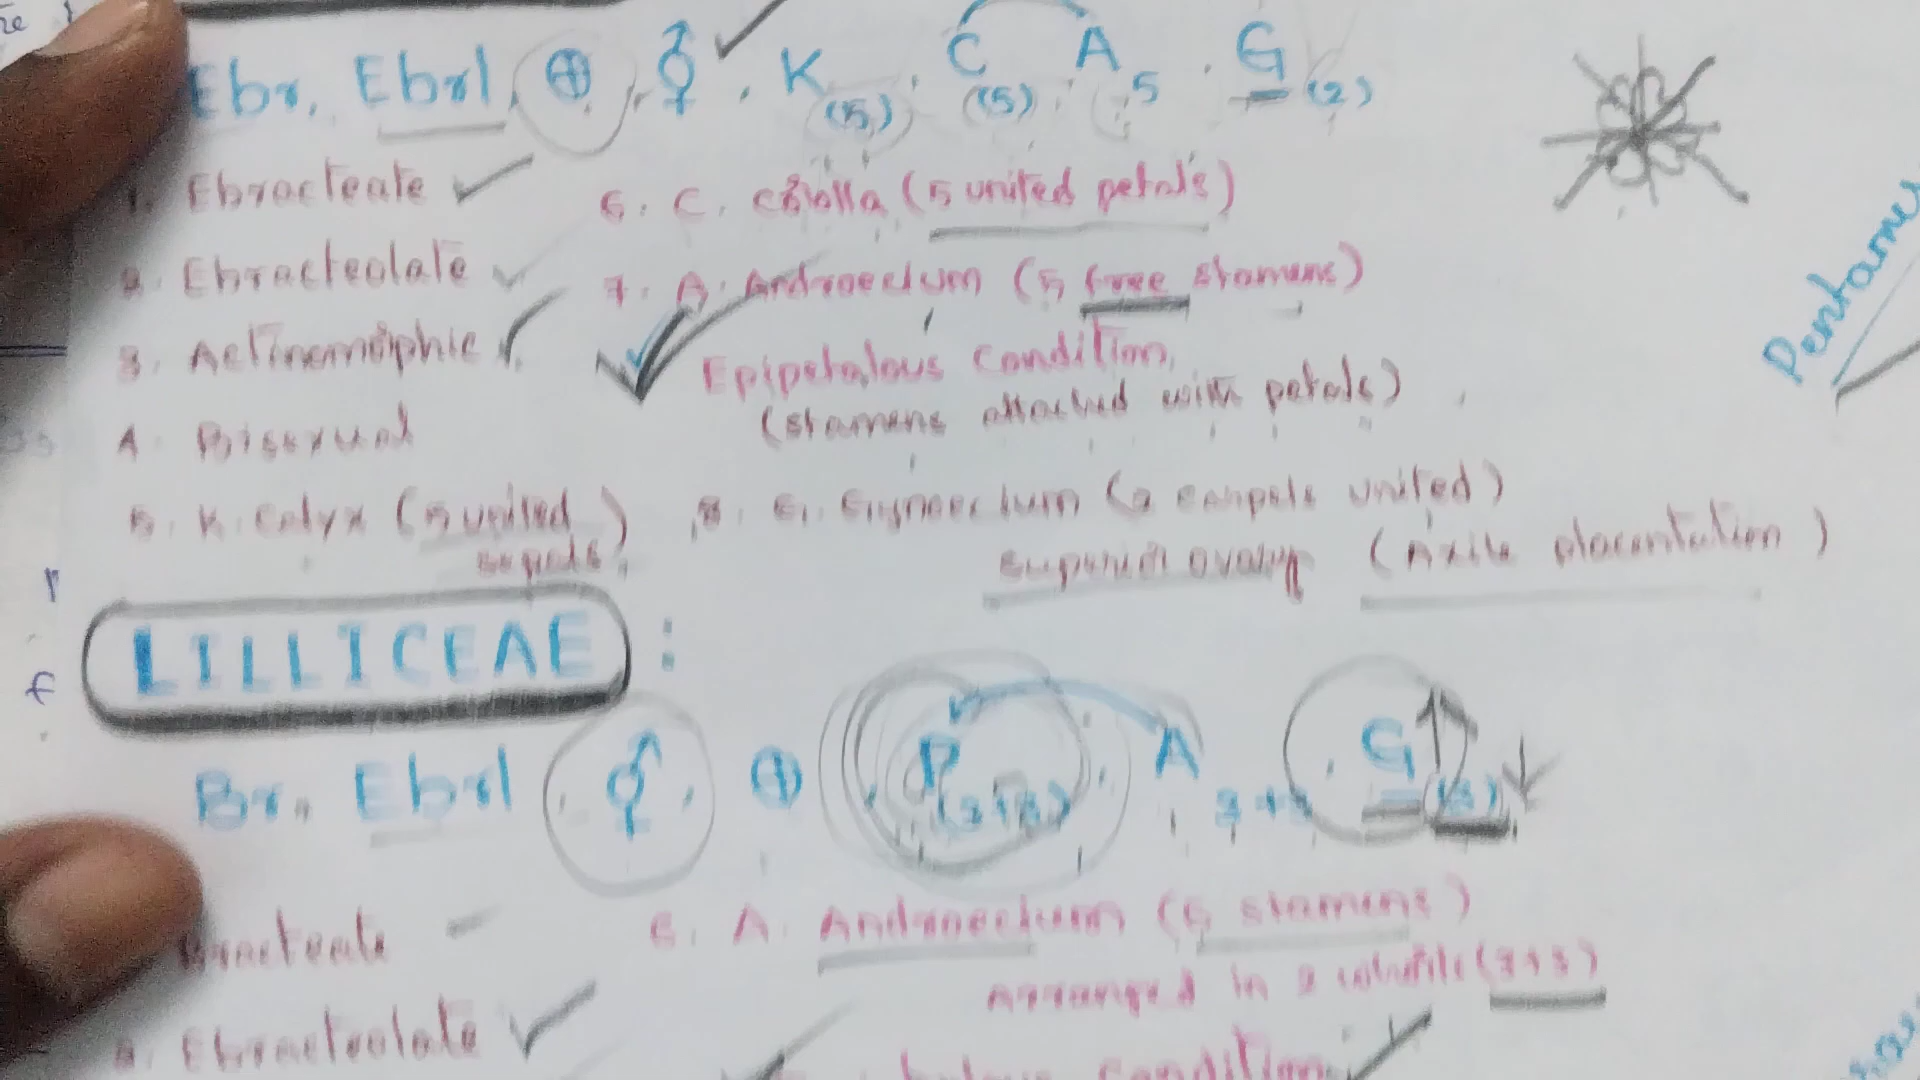 Ebr, Ebrl, ⊕, ⚥, K(5), C(5), A5, G(2)
1. Ebracteate
2. Ebracteolate
3. Actinomorphic
4. Bisexual
5. K. Calyx (5 united sepals)
6. C. Corolla (5 united petals)
7. A. Androecium (5 free stamens)
Epipetalous Condition,
(stamens attached with petals)
8. G. Gynoecium (2 carpels united)
superior ovary (Axile placentation)
Pentamer
LILLICEAE :
Br. Ebrl, ⚥, ⊕, P(3+3), A3+3, G(3)
Bracteate
2. Ebracteolate
6. A. Androecium (6 stamens)
arranged in 2 (3+3)
Condition